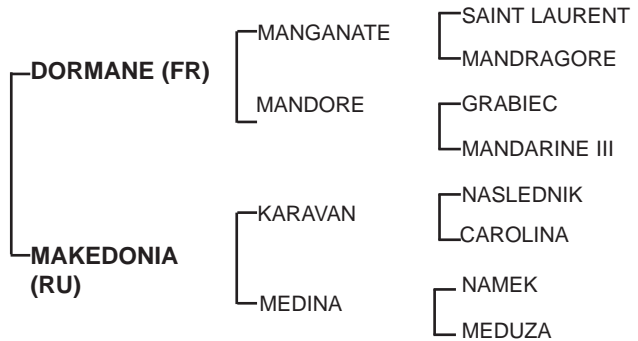 SAINT LAURENT
MANGANATE
MANDRAGORE
DORMANE (FR)
GRABIEC
MANDORE
MANDARINE III
NASLEDNIK
KARAVAN
CAROLINA
MAKEDONIA
(RU)
NAMEK
MEDINA
MEDUZA